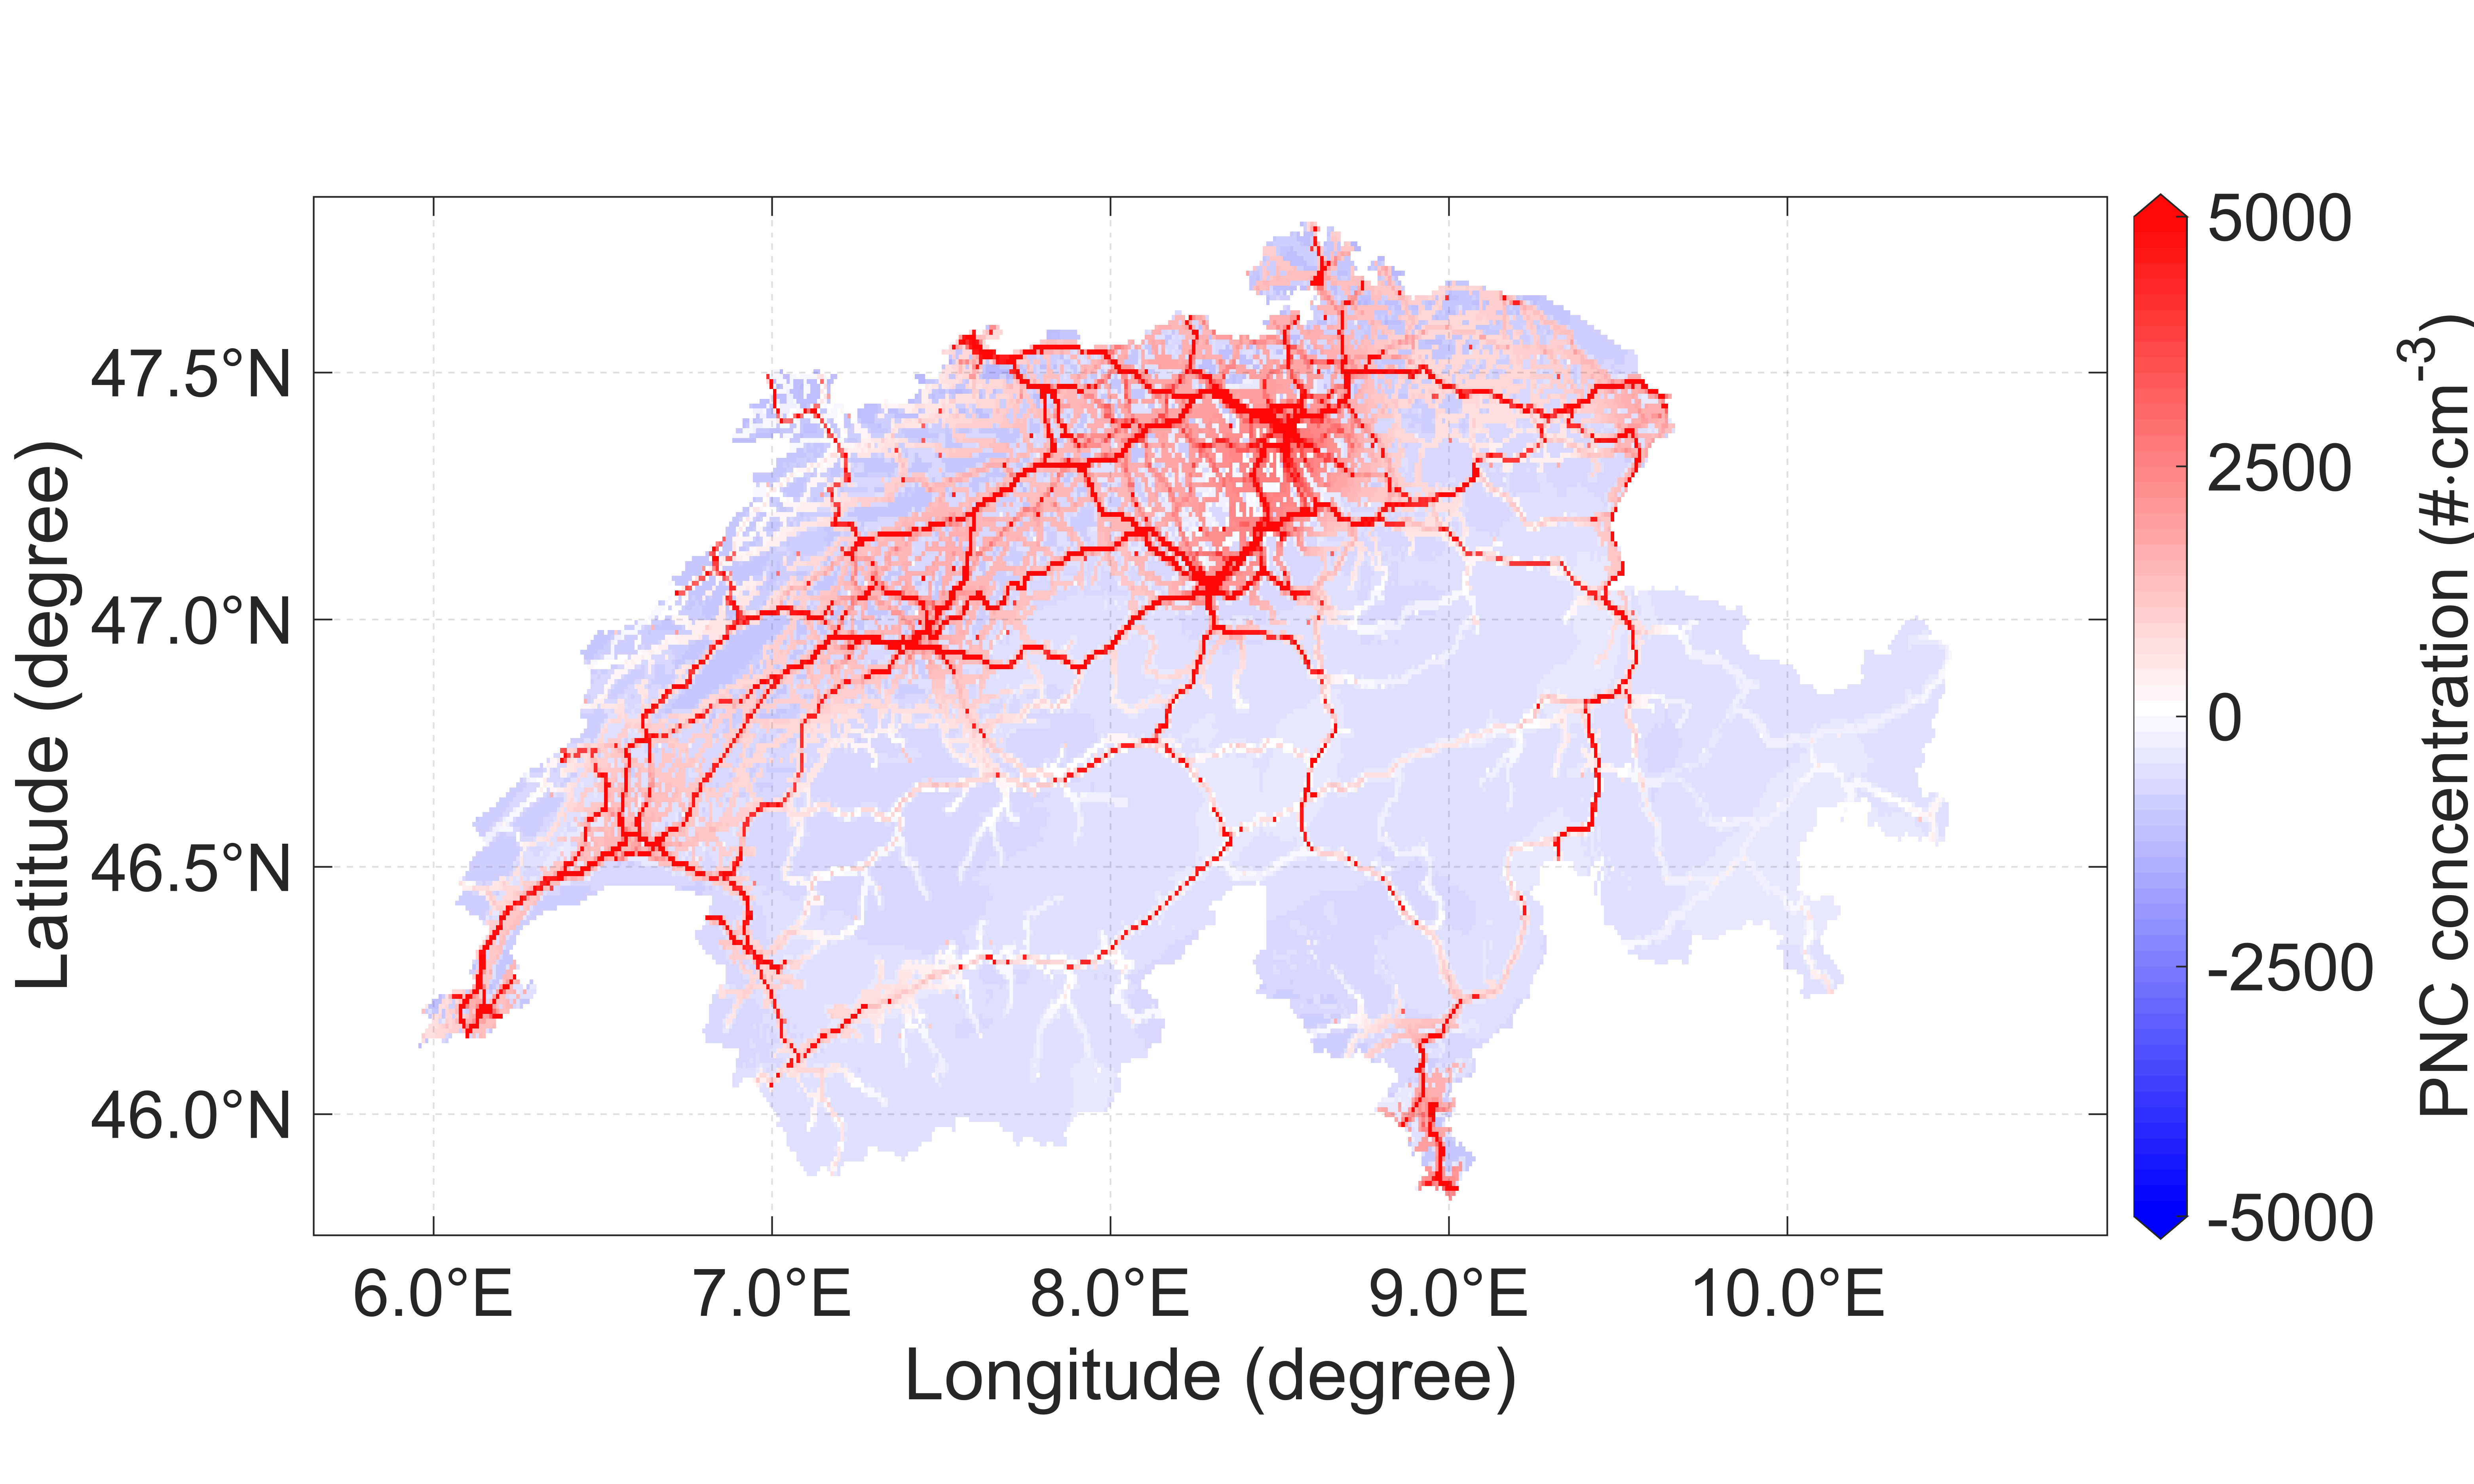 47.5°N
47.0°N
46.5°N
46.0°N
Latitude (degree)
6.0°E
7.0°E
8.0°E
9.0°E
10.0°E
Longitude (degree)
5000
2500
0
-2500
-5000
PNC concentration (#·cm⁻³)